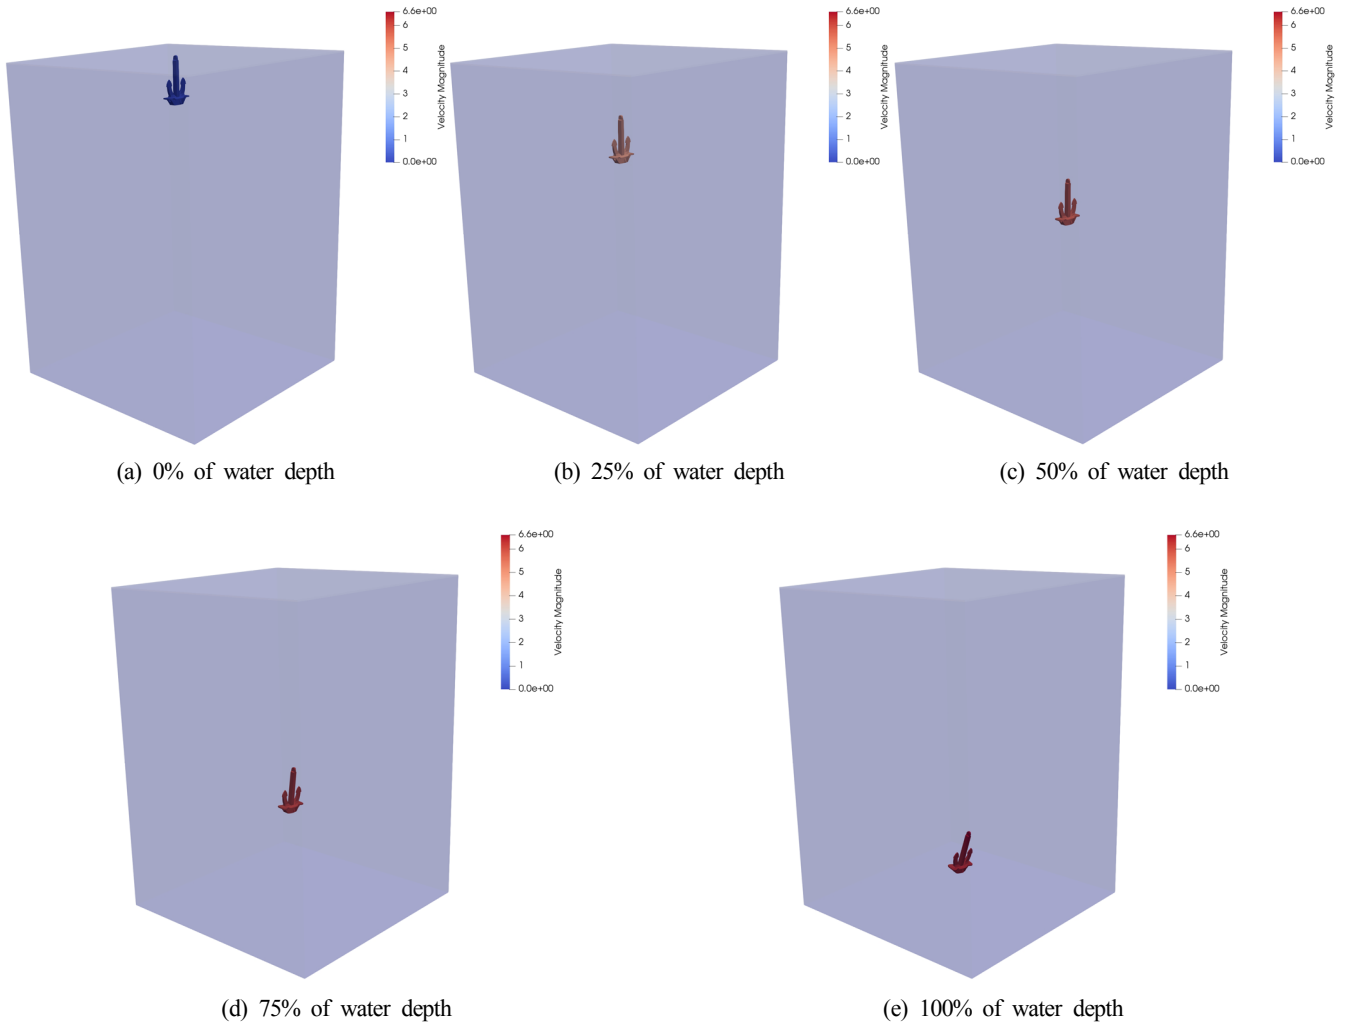 6.6e+00
6
5
4
3
2
1
0.0e+00
Velocity Magnitude
6.6e+00
6
5
4
3
2
1
0.0e+00
Velocity Magnitude
6.6e+00
6
5
4
3
2
1
0.0e+00
Velocity Magnitude
(a) 0% of water depth
(b) 25% of water depth
(c) 50% of water depth
6.6e+00
6
5
4
3
2
1
0.0e+00
Velocity Magnitude
6.6e+00
6
5
4
3
2
1
0.0e+00
Velocity Magnitude
(d) 75% of water depth
(e) 100% of water depth